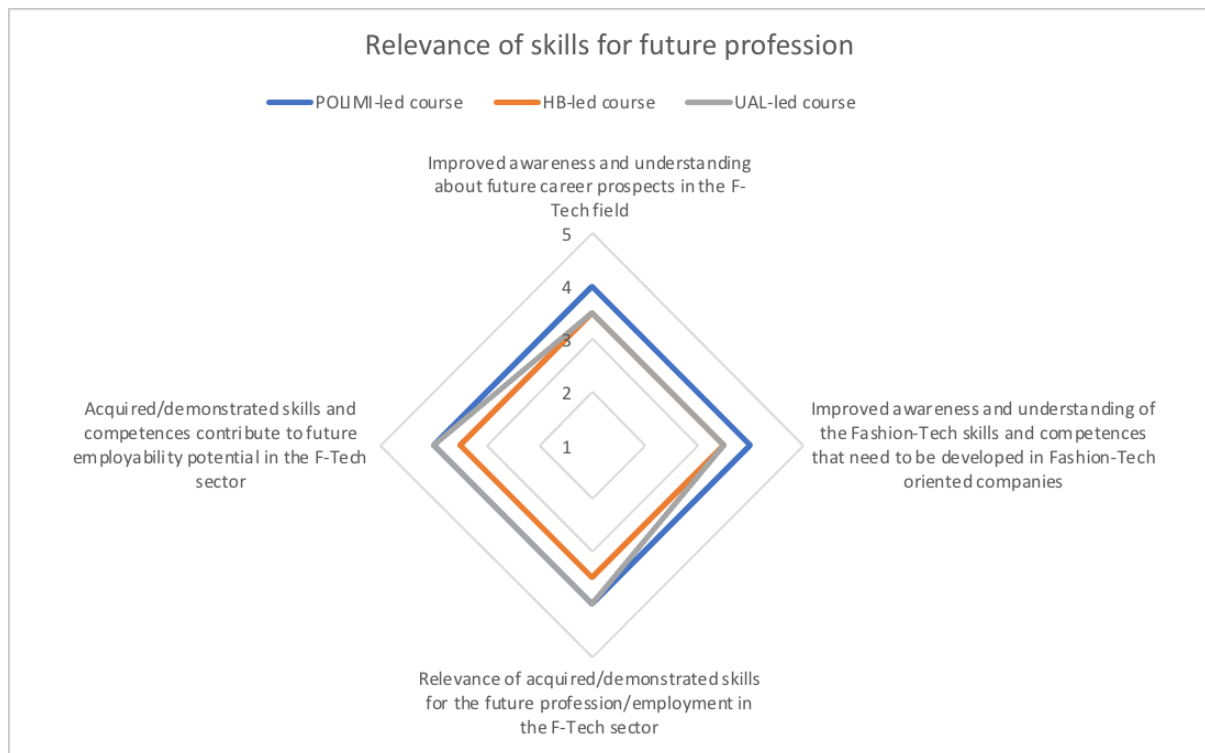 Relevance of skills for future profession
POLIMI-led course HB-led course UAL-led course
Improved awareness and understanding
about future career prospects in the F-
Tech field
5
4
3
2
1
Acquired/demonstrated skills and
competences contribute to future
employability potential in the F-Tech
sector
Improved awareness and understanding of
the Fashion-Tech skills and competences
that need to be developed in Fashion-Tech
oriented companies
Relevance of acquired/demonstrated skills
for the future profession/employment in
the F-Tech sector